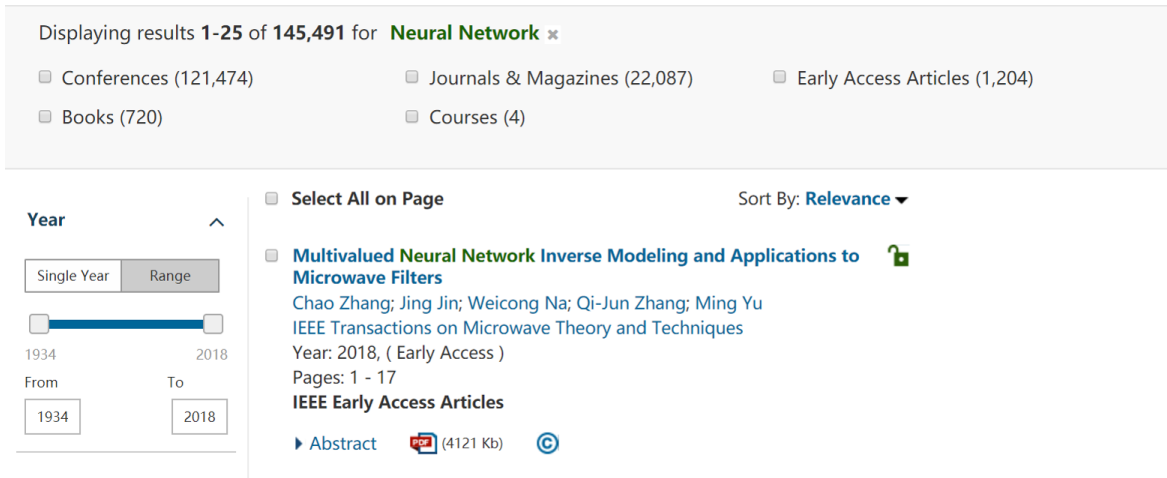 Displaying results 1-25 of 145,491 for Neural Network ×
Conferences (121,474)
Journals & Magazines (22,087)
Early Access Articles (1,204)
Books (720)
Courses (4)
Year
Single Year
Range
1934
2018
From
To
1934
2018
Select All on Page
Sort By: Relevance
Multivalued Neural Network Inverse Modeling and Applications to
Microwave Filters
Chao Zhang; Jing Jin; Weicong Na; Qi-Jun Zhang; Ming Yu
IEEE Transactions on Microwave Theory and Techniques
Year: 2018, ( Early Access )
Pages: 1 - 17
IEEE Early Access Articles
Abstract
PDF (4121 Kb)
©